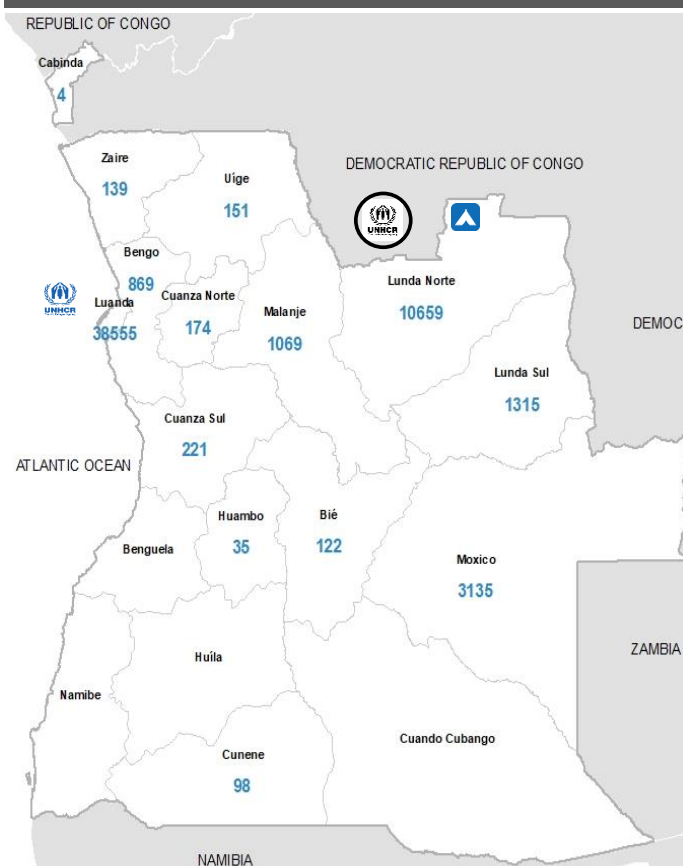 REPUBLIC OF CONGO
Cabinda
4
Zaire
139
Uíge
151
DEMOCRATIC REPUBLIC OF CONGO
UNHCR
Bengo
869
UNHCR
Luanda
38555
Cuanza Norte
174
Malanje
1069
Lunda Norte
10659
DEMOC
Lunda Sul
1315
Cuanza Sul
221
ATLANTIC OCEAN
Benguela
Huambo
35
Bié
122
Moxico
3135
ZAMBIA
Huíla
Namibe
Cuando Cubango
Cunene
98
NAMIBIA